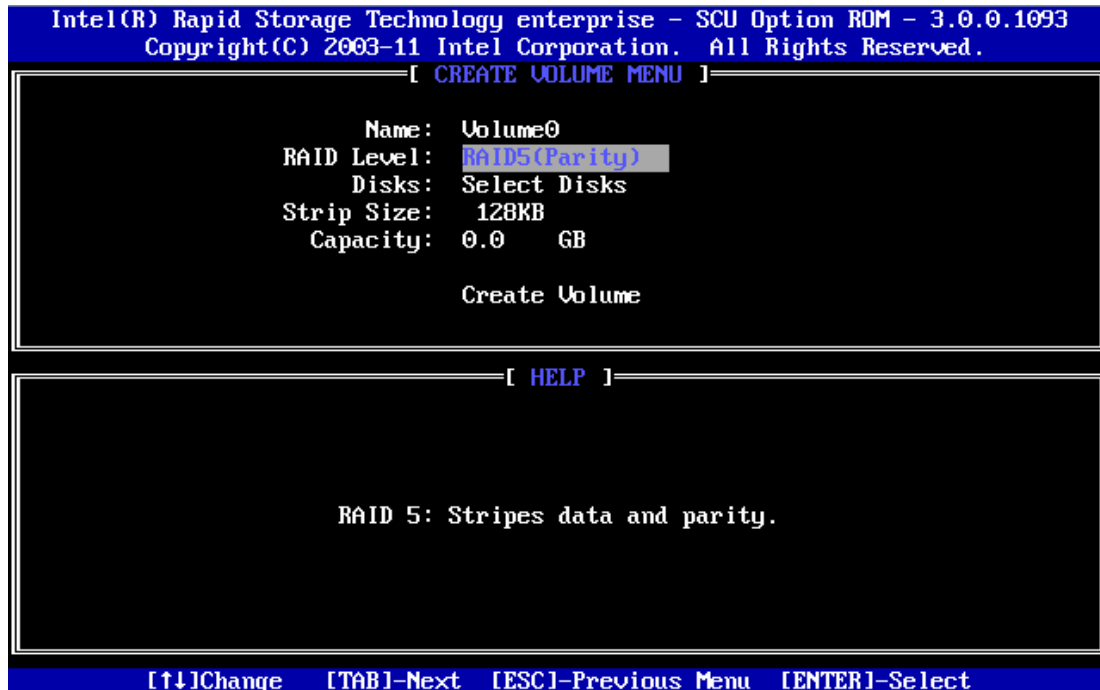 Intel(R) Rapid Storage Technology enterprise – SCU Option ROM – 3.0.0.1093
Copyright(C) 2003-11 Intel Corporation.  All Rights Reserved.
[ CREATE VOLUME MENU ]
Name: Volume0
RAID Level: RAID5(Parity)
Disks: Select Disks
Strip Size: 128KB
Capacity: 0.0 GB
Create Volume
[ HELP ]
RAID 5: Stripes data and parity.
[↑↓]Change [TAB]-Next [ESC]-Previous Menu [ENTER]-Select